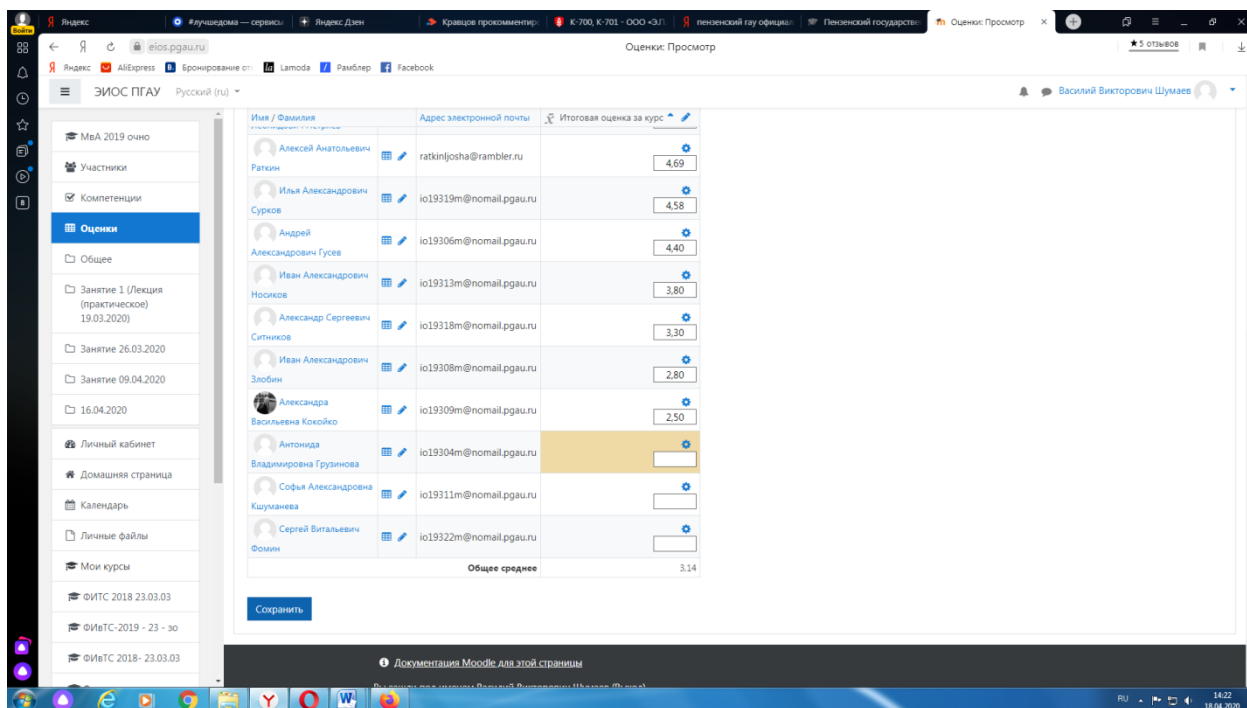 Войти
Яндекс
#лучшедома — сервисы
Яндекс Дзен
Кравцов прокомментир
К-700, К-701 - ООО «ЭЛ
пензенский гау официал
Пензенский государстве
Оценки: Просмотр
eios.pgau.ru
Оценки: Просмотр
★ 5 отзывов
Яндекс
AliExpress
Бронирование от
Lamoda
Рамблер
Facebook
ЭИОС ПГАУ
Русский (ru)
Василий Викторович Шумаев
МвА 2019 очно
Участники
Компетенции
Оценки
Общее
Занятие 1 (Лекция
(практическое)
19.03.2020)
Занятие 26.03.2020
Занятие 09.04.2020
16.04.2020
Личный кабинет
Домашняя страница
Календарь
Личные файлы
Мои курсы
ФИТС 2018 23.03.03
ФИвТС-2019 - 23 - зо
ФИвТС 2018- 23.03.03
Имя / Фамилия
Адрес электронной почты
Итоговая оценка за курс
Алексей Анатольевич
Раткин
ratkinljosha@rambler.ru
4,69
Илья Александрович
Сурков
io19319m@nomail.pgau.ru
4,58
Андрей
Александрович Гусев
io19306m@nomail.pgau.ru
4,40
Иван Александрович
Носиков
io19313m@nomail.pgau.ru
3,80
Александр Сергеевич
Ситников
io19318m@nomail.pgau.ru
3,30
Иван Александрович
Злобин
io19308m@nomail.pgau.ru
2,80
Александра
Васильевна Кокойко
io19309m@nomail.pgau.ru
2,50
Антонида
Владимировна Грузинова
io19304m@nomail.pgau.ru
Софья Александровна
Кшуманева
io19311m@nomail.pgau.ru
Сергей Витальевич
Фомин
io19322m@nomail.pgau.ru
Общее среднее
3,14
Сохранить
Документация Moodle для этой страницы
Вы зашли под именем Василий Викторович Шумаев (Выход)
RU
14:22
18.04.2020